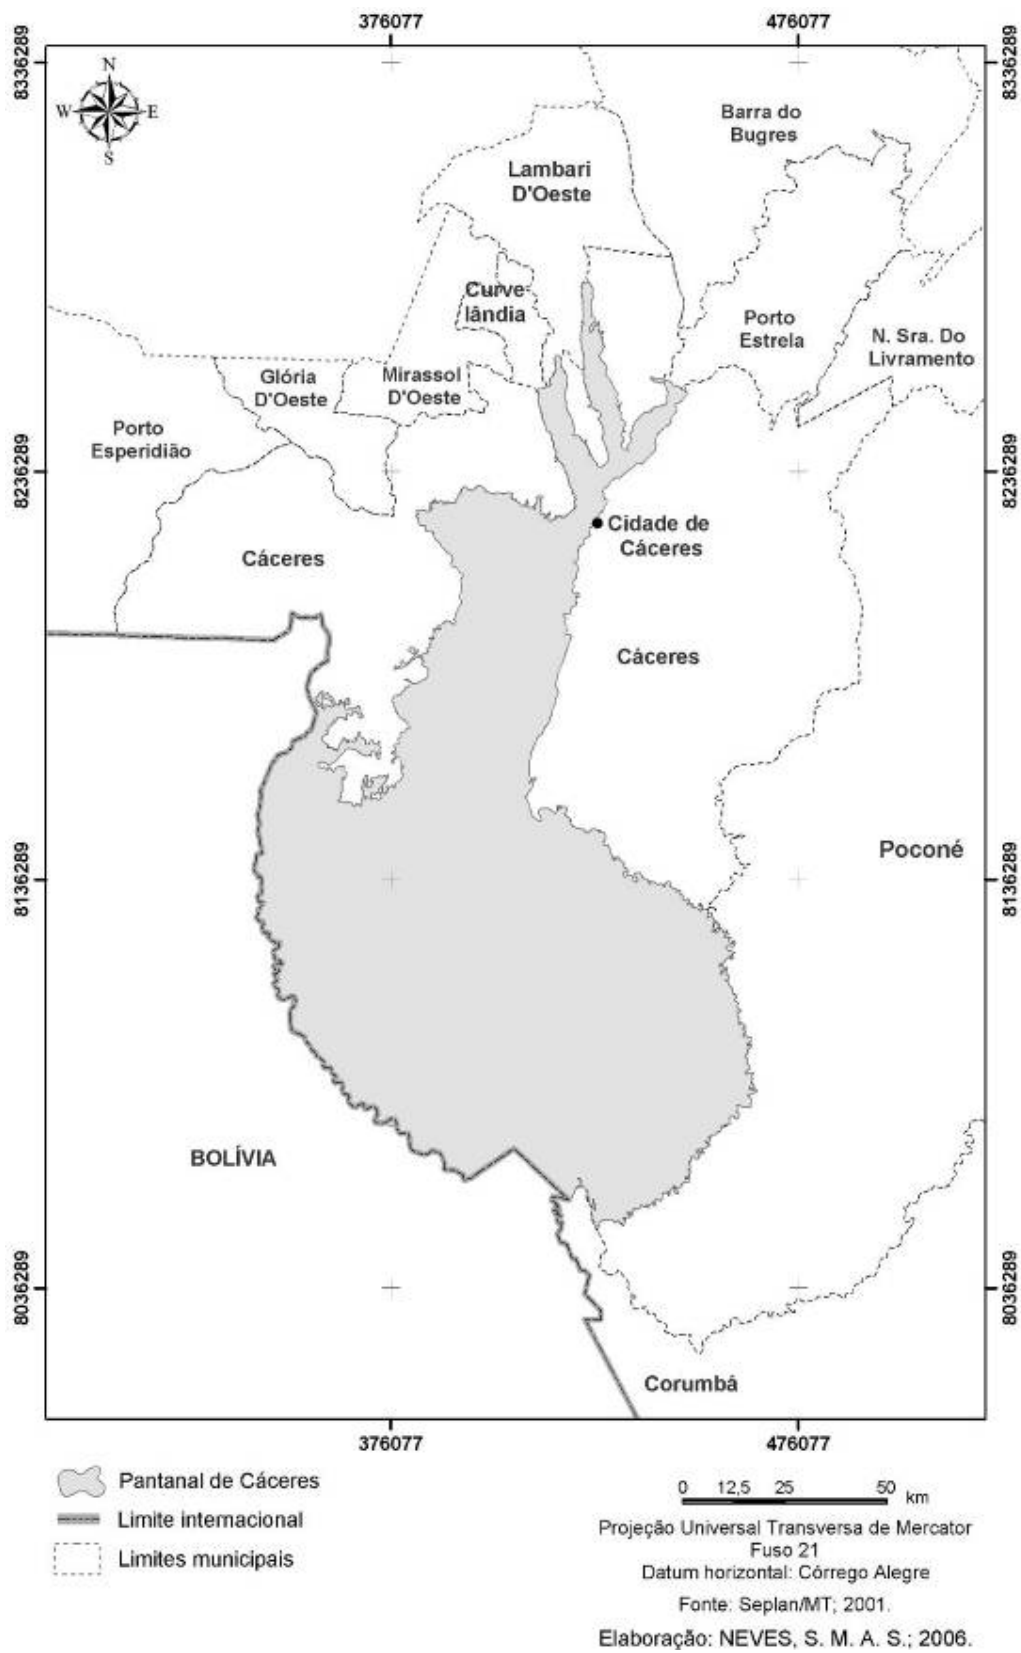 376077
476077
8336289
8336289
N
W
E
S
Barra do
Bugres
Lambari
D'Oeste
Curve
lândia
Porto
Estrela
N. Sra. Do
Livramento
Glória
D'Oeste
Mirassol
D'Oeste
Porto
Esperidião
8236289
8236289
Cidade de
Cáceres
Cáceres
Cáceres
Poconé
8136289
8136289
BOLÍVIA
8036289
8036289
Corumbá
376077
476077
Pantanal de Cáceres
Limite internacional
Limites municipais
0 12,5 25 50 km
Projeção Universal Transversa de Mercator
Fuso 21
Datum horizontal: Córrego Alegre
Fonte: Seplan/MT; 2001.
Elaboração: NEVES, S. M. A. S.; 2006.